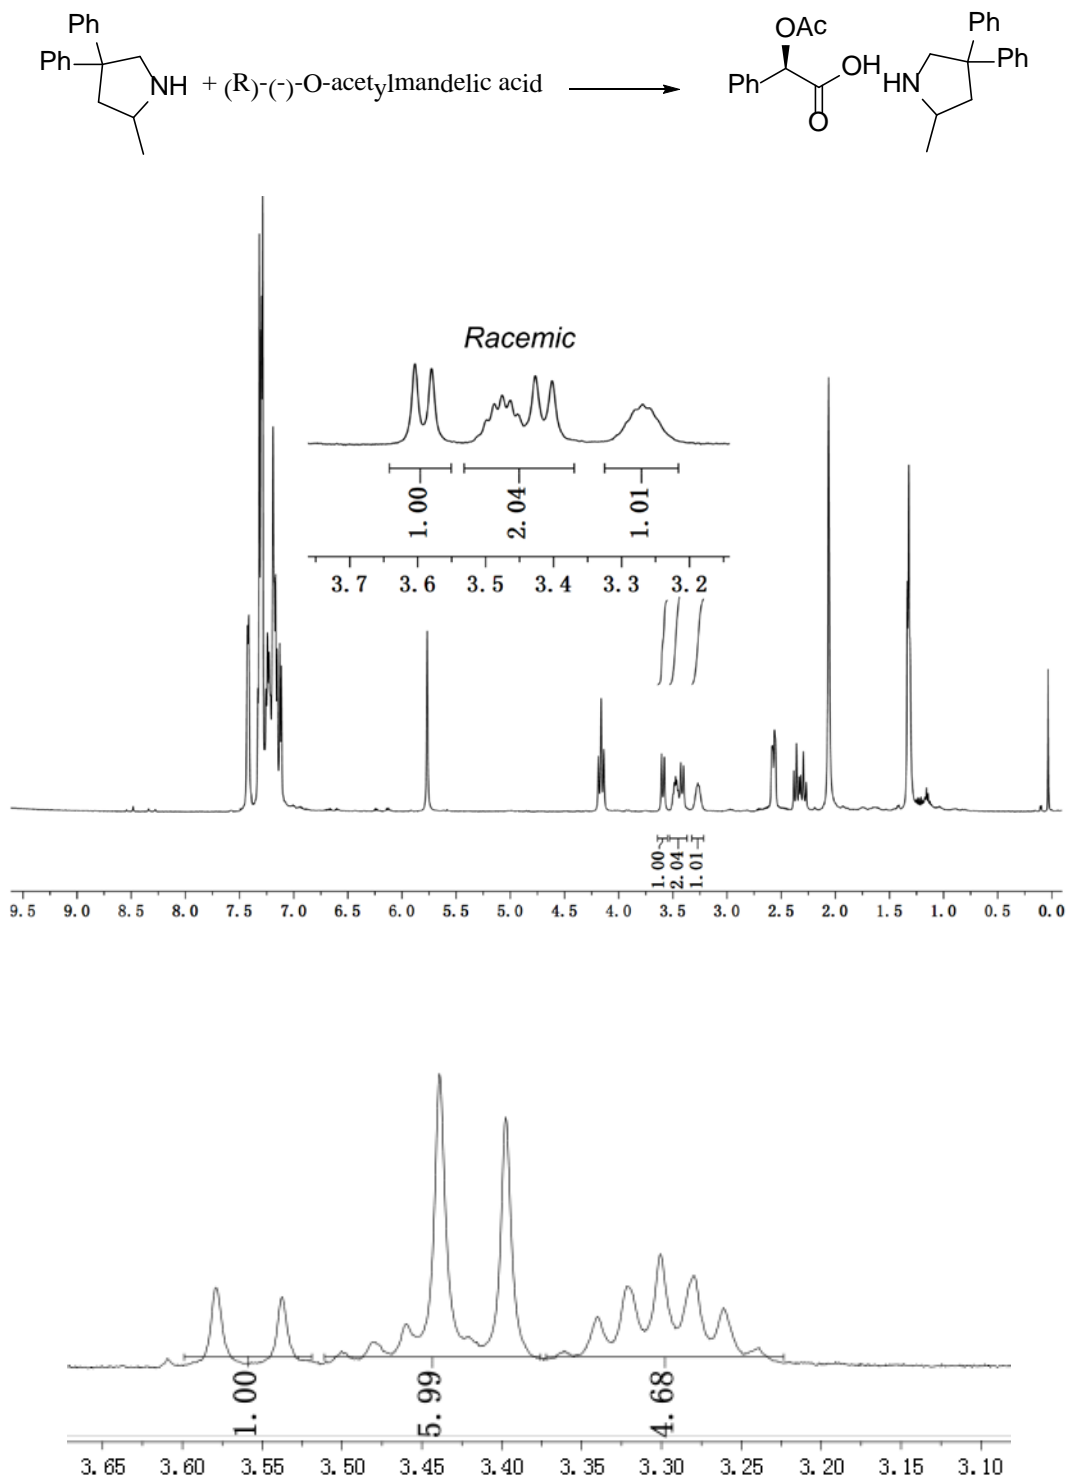 Ph
Ph
NH
+ (R)-(-)-O-acetylmandelic acid
OAc
Ph
OH
O
HN
Ph
Ph
Racemic
1.00
2.04
1.01
3.7 3.6 3.5 3.4 3.3 3.2
1.00
2.04
1.01
9.5 9.0 8.5 8.0 7.5 7.0 6.5 6.0 5.5 5.0 4.5 4.0 3.5 3.0 2.5 2.0 1.5 1.0 0.5 0.0
1.00
5.99
4.68
3.65 3.60 3.55 3.50 3.45 3.40 3.35 3.30 3.25 3.20 3.15 3.10